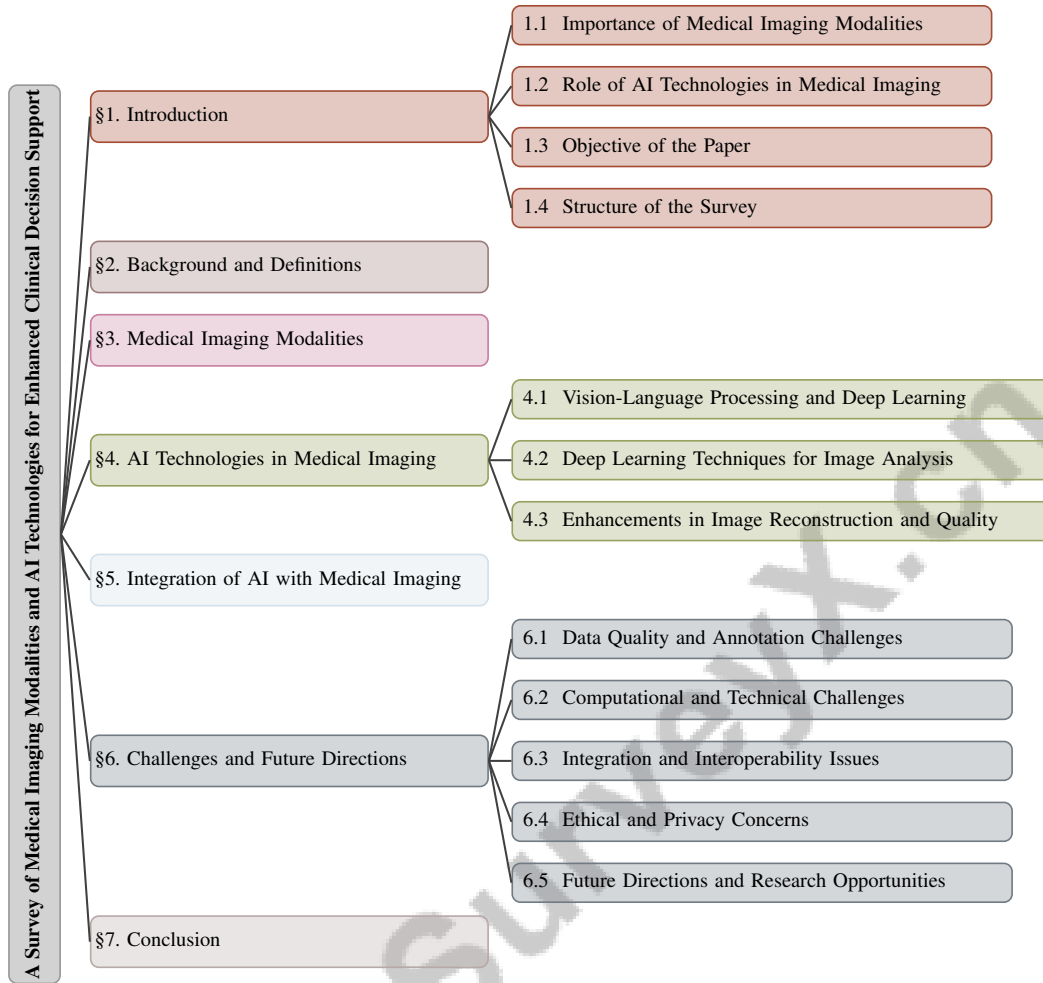 A Survey of Medical Imaging Modalities and AI Technologies for Enhanced Clinical Decision Support
§1. Introduction
1.1 Importance of Medical Imaging Modalities
1.2 Role of AI Technologies in Medical Imaging
1.3 Objective of the Paper
1.4 Structure of the Survey
§2. Background and Definitions
§3. Medical Imaging Modalities
§4. AI Technologies in Medical Imaging
4.1 Vision-Language Processing and Deep Learning
4.2 Deep Learning Techniques for Image Analysis
4.3 Enhancements in Image Reconstruction and Quality
§5. Integration of AI with Medical Imaging
§6. Challenges and Future Directions
6.1 Data Quality and Annotation Challenges
6.2 Computational and Technical Challenges
6.3 Integration and Interoperability Issues
6.4 Ethical and Privacy Concerns
6.5 Future Directions and Research Opportunities
§7. Conclusion
SurveyX.cn